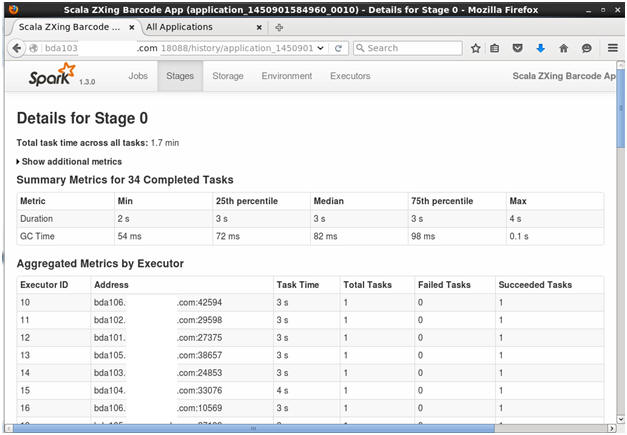 Scala ZXing Barcode App (application_1450901584960_0010) - Details for Stage 0 - Mozilla Firefox
Scala ZXing Barcode ... All Applications
bda103 .com 18088/history/application_1450901 Search
Spark 1.3.0 Jobs Stages Storage Environment Executors Scala ZXing Barcode Ap
Details for Stage 0
Total task time across all tasks: 1.7 min
Show additional metrics
Summary Metrics for 34 Completed Tasks
Metric Min 25th percentile Median 75th percentile Max
Duration 2 s 3 s 3 s 3 s 4 s
GC Time 54 ms 72 ms 82 ms 98 ms 0.1 s
Aggregated Metrics by Executor
Executor ID Address Task Time Total Tasks Failed Tasks Succeeded Tasks
10 bda106. .com:42594 3 s 1 0 1
11 bda102. .com:29598 3 s 1 0 1
12 bda101. .com:27375 3 s 1 0 1
13 bda105. .com:38657 3 s 1 0 1
14 bda103. .com:24853 3 s 1 0 1
15 bda104. .com:33076 4 s 1 0 1
16 bda106. .com:10569 3 s 1 0 1